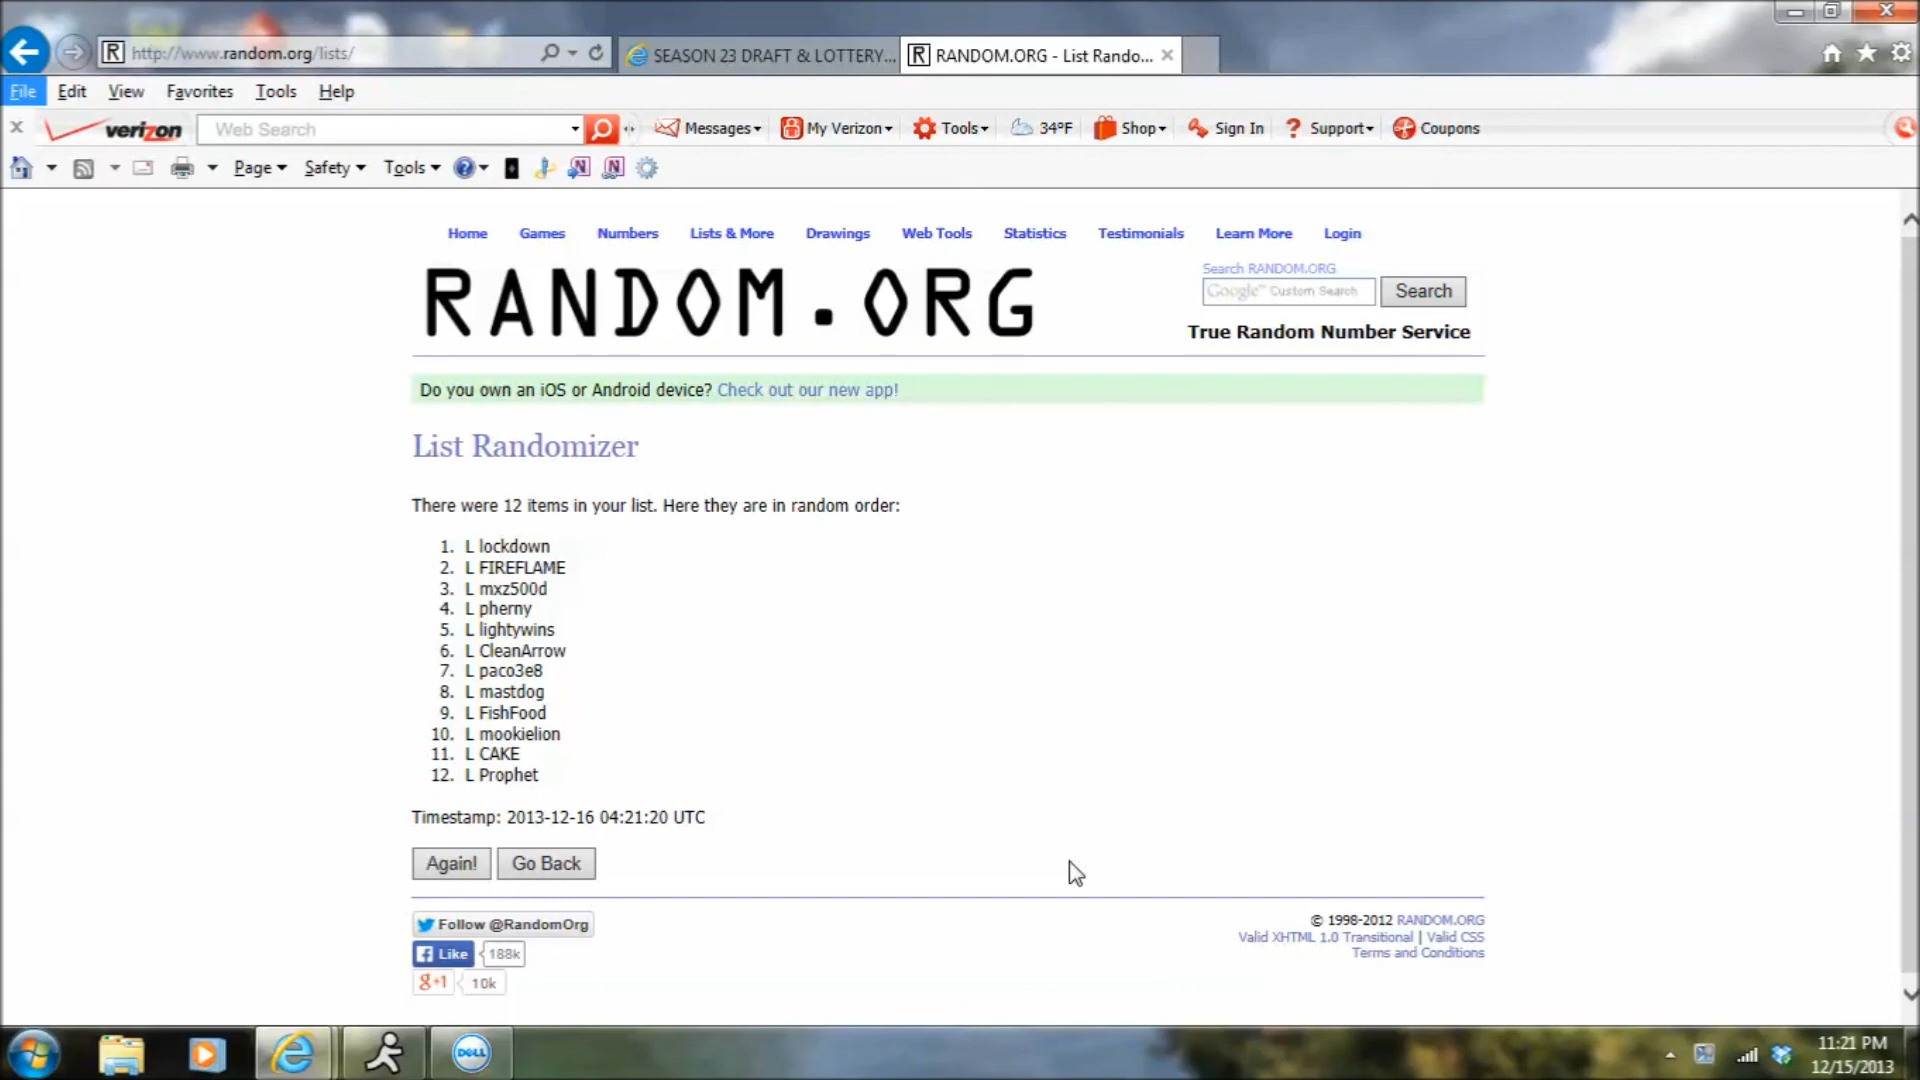 R http://www.random.org/lists/
SEASON 23 DRAFT & LOTTERY...
R RANDOM.ORG - List Rando...
File Edit View Favorites Tools Help
verizon Web Search Messages My Verizon Tools 34°F Shop Sign In Support Coupons
Page Safety Tools
Home Games Numbers Lists & More Drawings Web Tools Statistics Testimonials Learn More Login
RANDOM.ORG
Search RANDOM.ORG
Google™ Custom Search Search
True Random Number Service
Do you own an iOS or Android device? Check out our new app!
List Randomizer
There were 12 items in your list. Here they are in random order:
1. L lockdown
2. L FIREFLAME
3. L mxz500d
4. L pherny
5. L lightywins
6. L CleanArrow
7. L paco3e8
8. L mastdog
9. L FishFood
10. L mookielion
11. L CAKE
12. L Prophet
Timestamp: 2013-12-16 04:21:20 UTC
Again! Go Back
Follow @RandomOrg
Like 188k
g+1 10k
© 1998-2012 RANDOM.ORG
Valid XHTML 1.0 Transitional | Valid CSS
Terms and Conditions
DELL
11:21 PM
12/15/2013